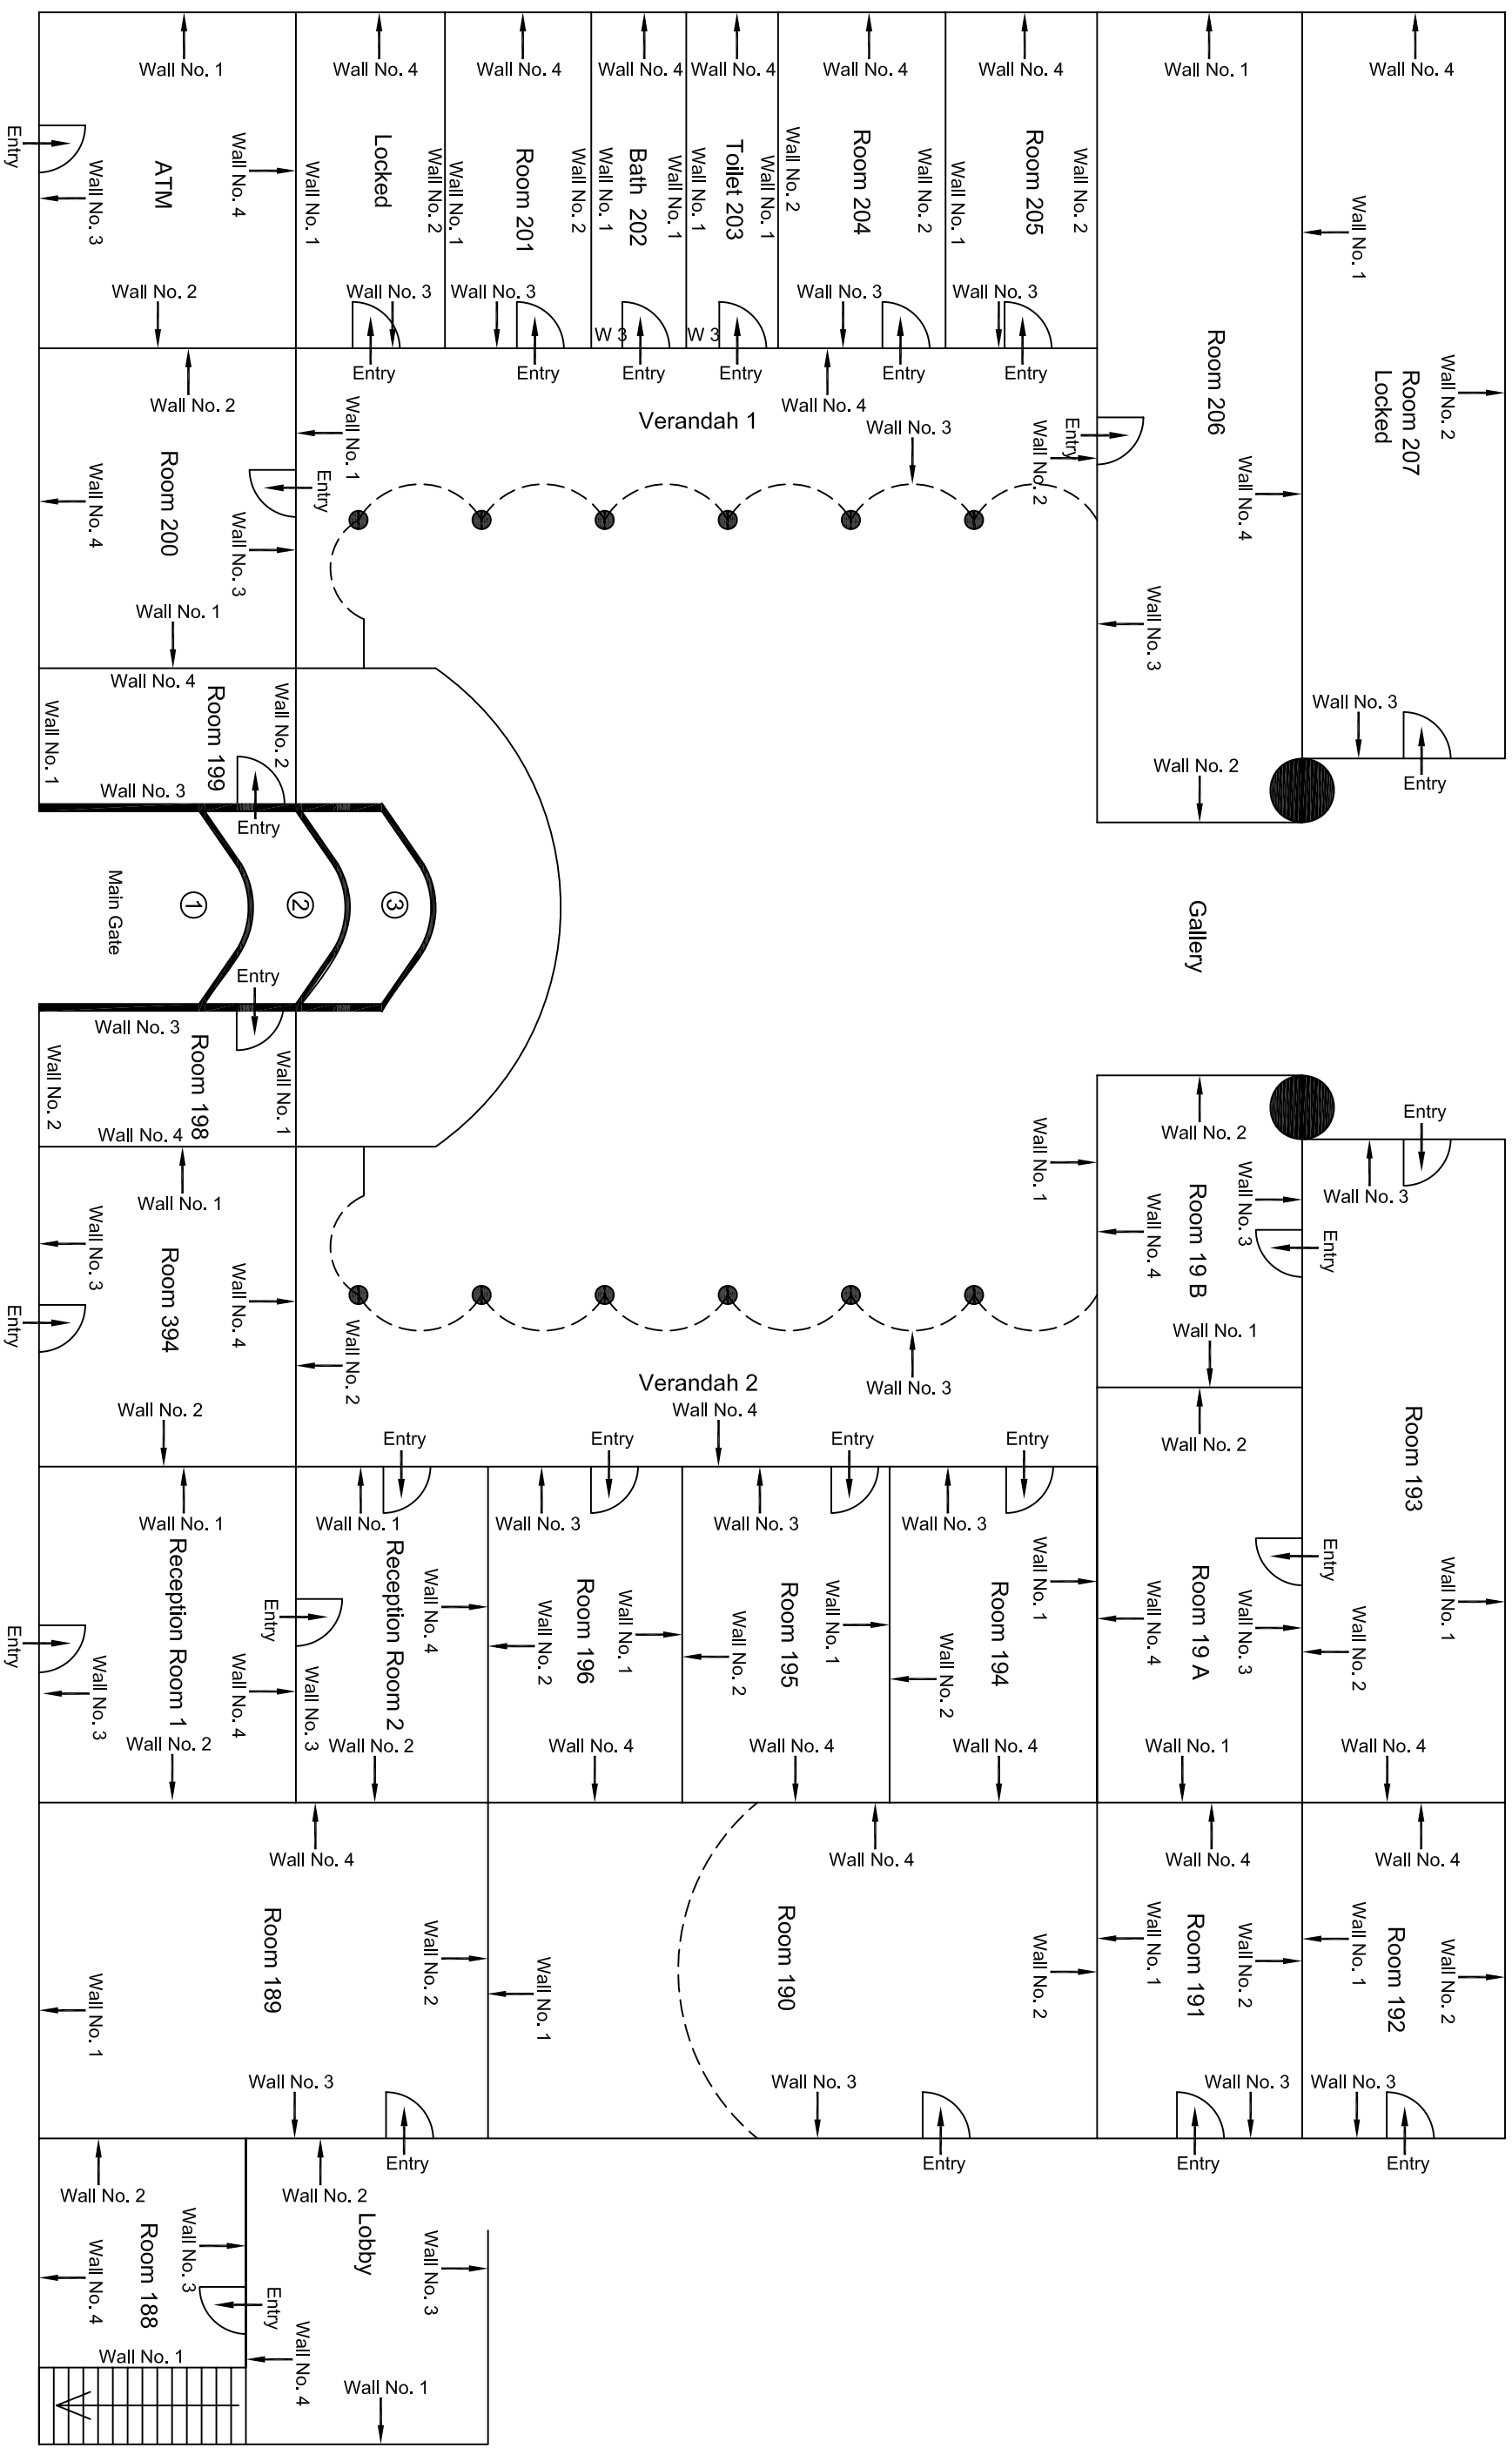 Wall No. 1
Wall No. 4
Wall No. 4
Wall No. 4
Wall No. 4
Wall No. 4
Wall No. 4
Wall No. 1
Wall No. 4
Entry
Wall No. 3
ATM
Wall No. 4
Wall No. 2
Wall No. 1
Locked
Wall No. 2
Wall No. 3
Wall No. 1
Room 201
Wall No. 2
Wall No. 3
Wall No. 1
Bath 202
Wall No. 1
W 3
Wall No. 1
Toilet 203
Wall No. 1
W 3
Wall No. 2
Room 204
Wall No. 2
Wall No. 3
Wall No. 1
Room 205
Wall No. 2
Wall No. 3
Entry
Entry
Entry
Entry
Entry
Entry
Wall No. 1
Room 206
Wall No. 4
Wall No. 3
Wall No. 2
Entry
Room 207
Locked
Wall No. 2
Wall No. 3
Entry
Wall No. 2
Wall No. 4
Room 200
Wall No. 3
Entry
Wall No. 1
Wall No. 1
Verandah 1
Wall No. 4
Wall No. 3
Wall No. 2
Wall No. 4
Room 199
Wall No. 2
Wall No. 1
Wall No. 3
Entry
Main Gate
1
2
3
Gallery
Entry
Wall No. 3
Room 198
Wall No. 2
Wall No. 1
Wall No. 4
Wall No. 1
Wall No. 3
Room 394
Wall No. 4
Entry
Wall No. 2
Wall No. 2
Verandah 2
Wall No. 4
Wall No. 3
Wall No. 1
Wall No. 2
Room 19 B
Wall No. 3
Wall No. 4
Entry
Wall No. 1
Entry
Wall No. 3
Room 193
Wall No. 1
Wall No. 2
Wall No. 4
Wall No. 2
Room 19 A
Wall No. 4
Wall No. 3
Entry
Wall No. 1
Entry
Entry
Entry
Entry
Wall No. 1
Reception Room 1
Wall No. 3
Wall No. 4
Entry
Wall No. 2
Wall No. 1
Reception Room 2
Wall No. 4
Entry
Wall No. 3
Wall No. 2
Wall No. 3
Room 196
Wall No. 1
Wall No. 2
Wall No. 4
Wall No. 3
Room 195
Wall No. 1
Wall No. 2
Wall No. 4
Wall No. 3
Room 194
Wall No. 1
Wall No. 2
Wall No. 4
Wall No. 4
Room 189
Wall No. 2
Wall No. 1
Wall No. 3
Entry
Wall No. 4
Room 190
Wall No. 1
Wall No. 2
Wall No. 3
Entry
Wall No. 4
Wall No. 1
Room 191
Wall No. 2
Wall No. 3
Entry
Wall No. 4
Wall No. 1
Room 192
Wall No. 2
Wall No. 3
Entry
Wall No. 2
Room 188
Wall No. 3
Wall No. 4
Entry
Wall No. 1
Wall No. 2
Lobby
Wall No. 3
Wall No. 4
Wall No. 1